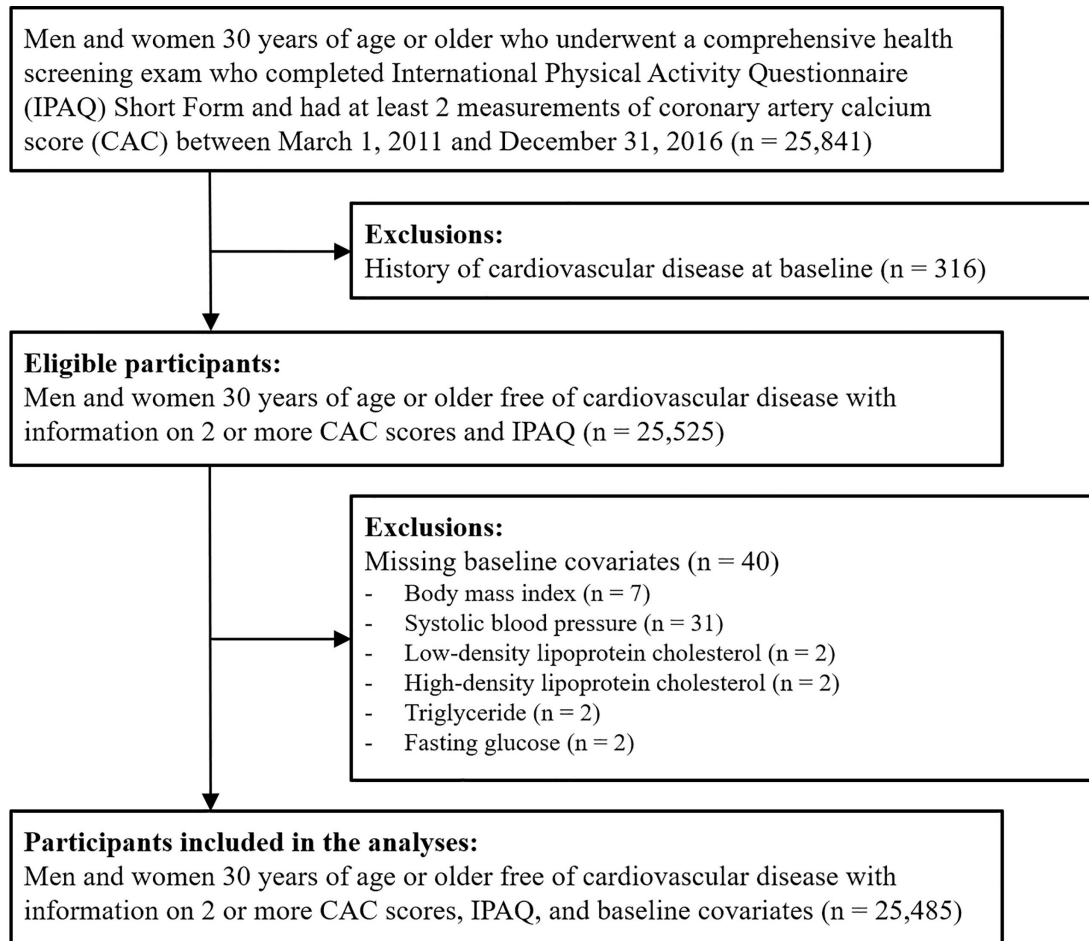 Men and women 30 years of age or older who underwent a comprehensive health
screening exam who completed International Physical Activity Questionnaire
(IPAQ) Short Form and had at least 2 measurements of coronary artery calcium
score (CAC) between March 1, 2011 and December 31, 2016 (n = 25,841)
Exclusions:
History of cardiovascular disease at baseline (n = 316)
Eligible participants:
Men and women 30 years of age or older free of cardiovascular disease with
information on 2 or more CAC scores and IPAQ (n = 25,525)
Exclusions:
Missing baseline covariates (n = 40)
- Body mass index (n = 7)
- Systolic blood pressure (n = 31)
- Low-density lipoprotein cholesterol (n = 2)
- High-density lipoprotein cholesterol (n = 2)
- Triglyceride (n = 2)
- Fasting glucose (n = 2)
Participants included in the analyses:
Men and women 30 years of age or older free of cardiovascular disease with
information on 2 or more CAC scores, IPAQ, and baseline covariates (n = 25,485)